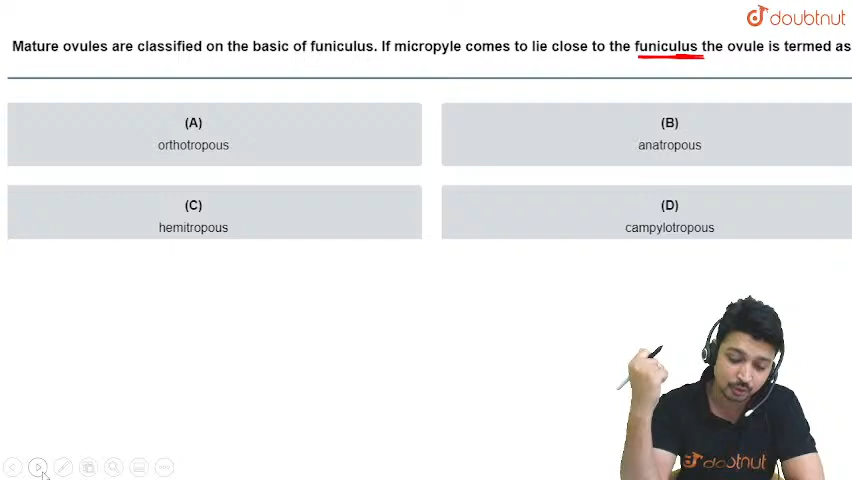 doubtnut
Mature ovules are classified on the basic of funiculus. If micropyle comes to lie close to the funiculus the ovule is termed as
(A)
orthotropous
(B)
anatropous
(C)
hemitropous
(D)
campylotropous
doubtnut